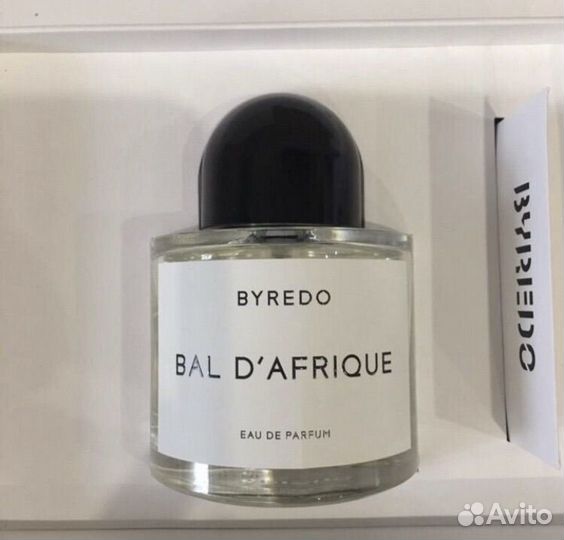 BYREDO
BAL D'AFRIQUE
EAU DE PARFUM
BYREDO
Avito